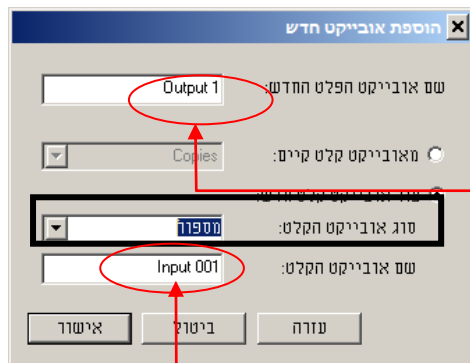 הוספת אובייקט חדש
שם אובייקט הפלט החדש: Output 1
מאובייקט קלט קיים: Copies
סוג אובייקט הקלט: מספור
שם אובייקט הקלט: Input 001
עזרה ביטול אישור